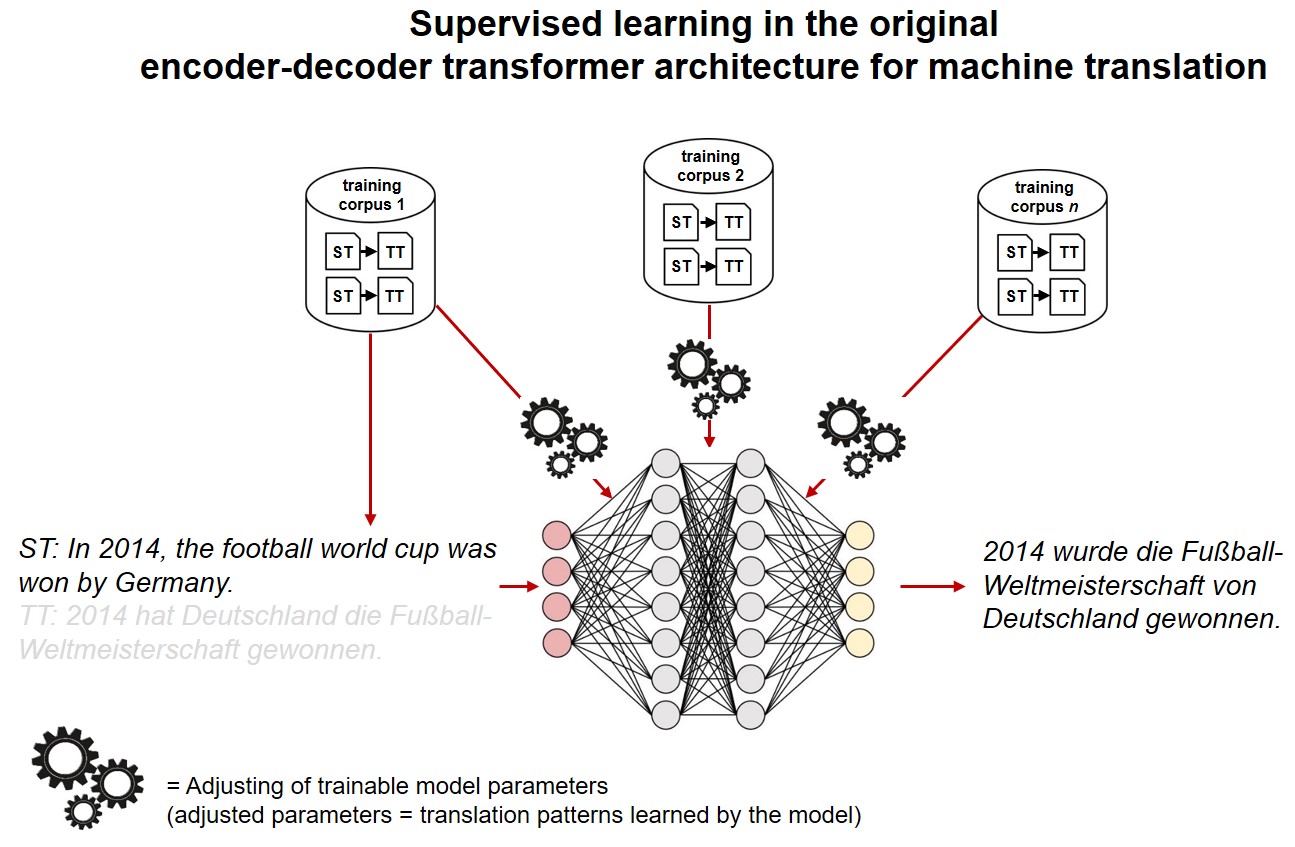 Supervised learning in the original
encoder-decoder transformer architecture for machine translation
training
corpus 1
ST TT
ST TT
training
corpus 2
ST TT
ST TT
training
corpus n
ST TT
ST TT
ST: In 2014, the football world cup was
won by Germany.
TT: 2014 hat Deutschland die Fußball-
Weltmeisterschaft gewonnen.
2014 wurde die Fußball-
Weltmeisterschaft von
Deutschland gewonnen.
= Adjusting of trainable model parameters
(adjusted parameters = translation patterns learned by the model)